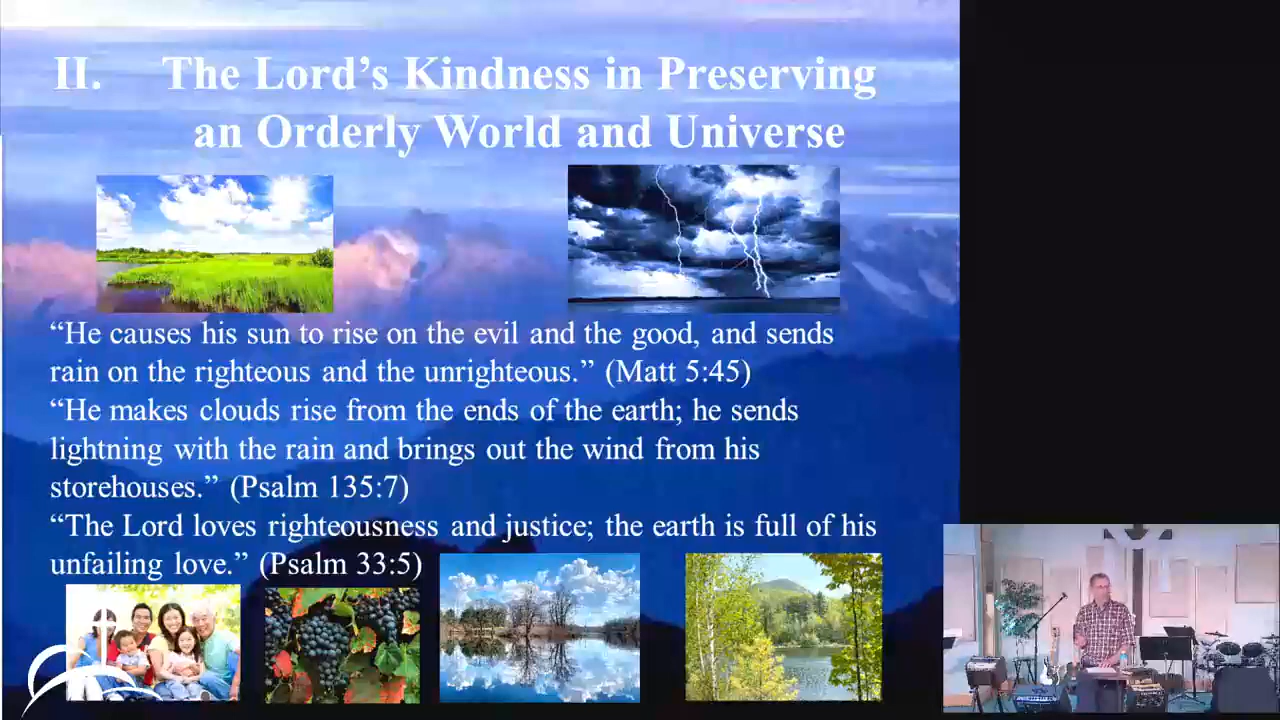 II. The Lord’s Kindness in Preserving
an Orderly World and Universe
“He causes his sun to rise on the evil and the good, and sends
rain on the righteous and the unrighteous.” (Matt 5:45)
“He makes clouds rise from the ends of the earth; he sends
lightning with the rain and brings out the wind from his
storehouses.” (Psalm 135:7)
“The Lord loves righteousness and justice; the earth is full of his
unfailing love.” (Psalm 33:5)